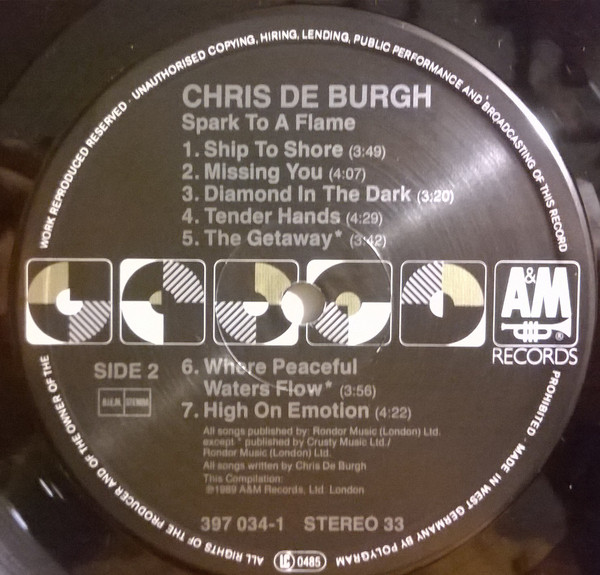 WORK REPRODUCED RESERVED · UNAUTHORISED COPYING, HIRING, LENDING, PUBLIC PERFORMANCE AND BROADCASTING OF THIS RECORD
CHRIS DE BURGH
Spark To A Flame
1. Ship To Shore (3:49)
2. Missing You (4:07)
3. Diamond In The Dark (3:20)
4. Tender Hands (4:29)
5. The Getaway* (3:42)
A&M
®
RECORDS
SIDE 2
STEREO
6. Where Peaceful
Waters Flow* (3:56)
7. High On Emotion (4:22)
All songs published by: Rondor Music (London) Ltd.
except * published by Crusty Music Ltd./
Rondor Music (London) Ltd.
All songs written by Chris De Burgh
This Compilation:
℗1989 A&M Records, Ltd. London
397 034-1 STEREO 33
PROHIBITED · MADE IN WEST GERMANY BY POLYGRAM
LC 0485
ALL RIGHTS OF THE PRODUCER AND OF THE OWNER OF THE